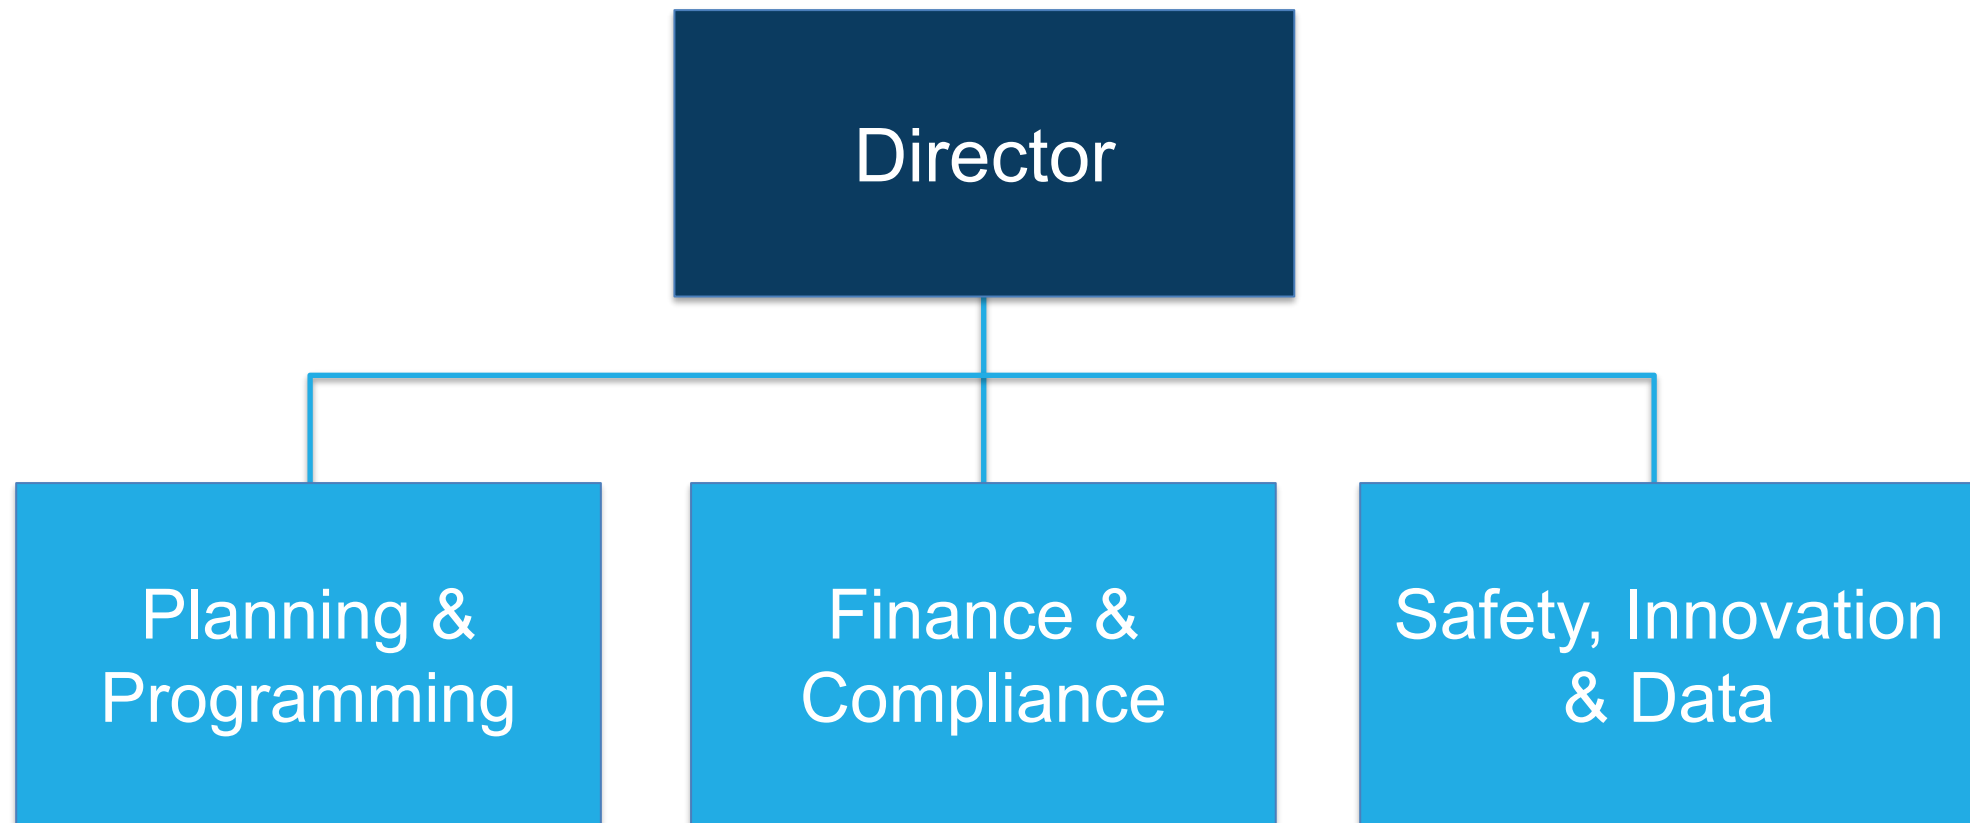 Director
Planning &
Programming
Finance &
Compliance
Safety, Innovation
& Data